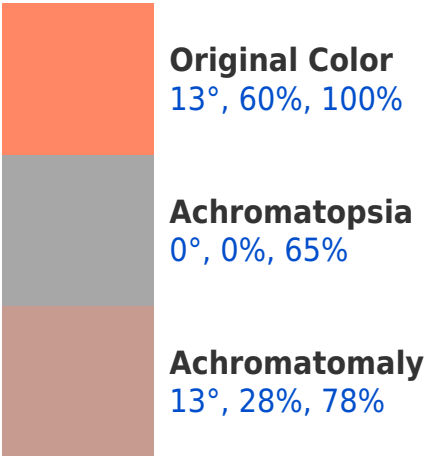 Original Color
13°, 60%, 100%
Achromatopsia
0°, 0%, 65%
Achromatomaly
13°, 28%, 78%